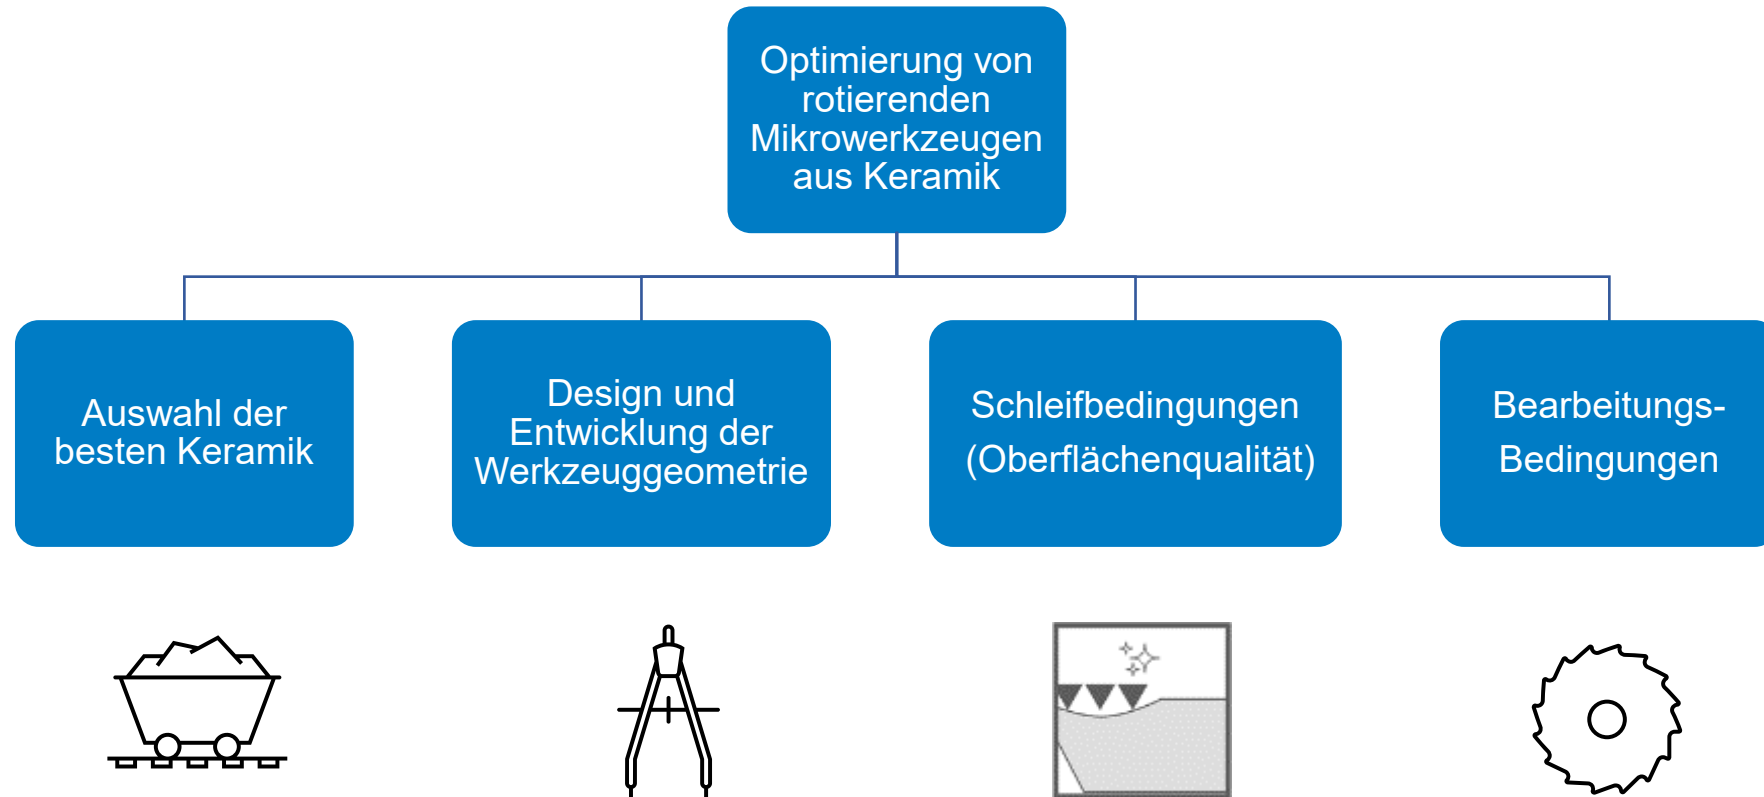 Optimierung von
rotierenden
Mikrowerkzeugen
aus Keramik
Auswahl der
besten Keramik
Design und
Entwicklung der
Werkzeuggeometrie
Schleifbedingungen
(Oberflächenqualität)
Bearbeitungs-
Bedingungen